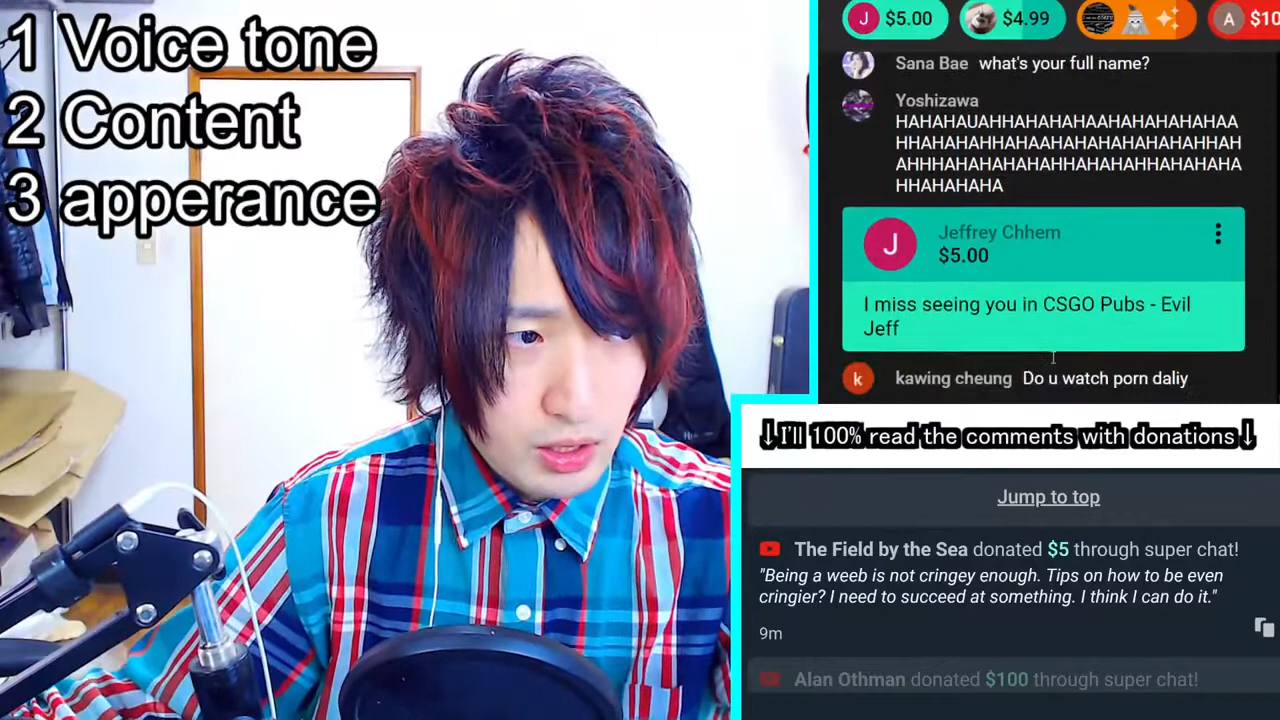 1 Voice tone
2 Content
3 apperance
J $5.00 $4.99 A $10
Sana Bae what's your full name?
Yoshizawa
HAHAHAUAHHAHAHAHAAHAHAHAHAHAA
HHAHAHAHHAHAAHAHAHAHAHAHAHHAH
AHHHAHAHAHAHAHHAHAHAHHAHAHAHA
HHAHAHAHA
J Jeffrey Chhem
$5.00
I miss seeing you in CSGO Pubs - Evil
Jeff
k kawing cheung Do u watch porn daliy
↓I'll 100% read the comments with donations↓
Jump to top
The Field by the Sea donated $5 through super chat!
"Being a weeb is not cringey enough. Tips on how to be even
cringier? I need to succeed at something. I think I can do it."
9m
Alan Othman donated $100 through super chat!